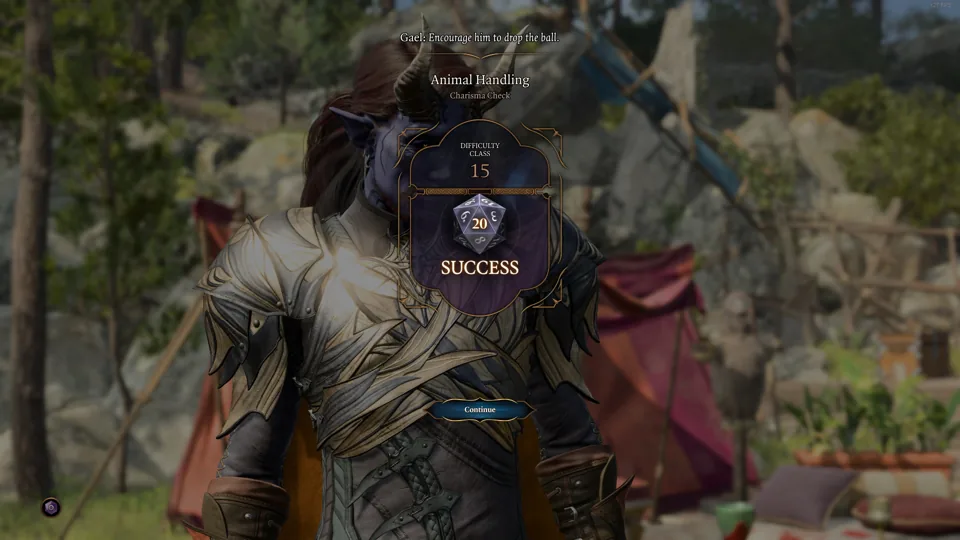 Gael: Encourage him to drop the ball.
Animal Handling
Charisma Check
DIFFICULTY
CLASS
15
20
SUCCESS
Continue